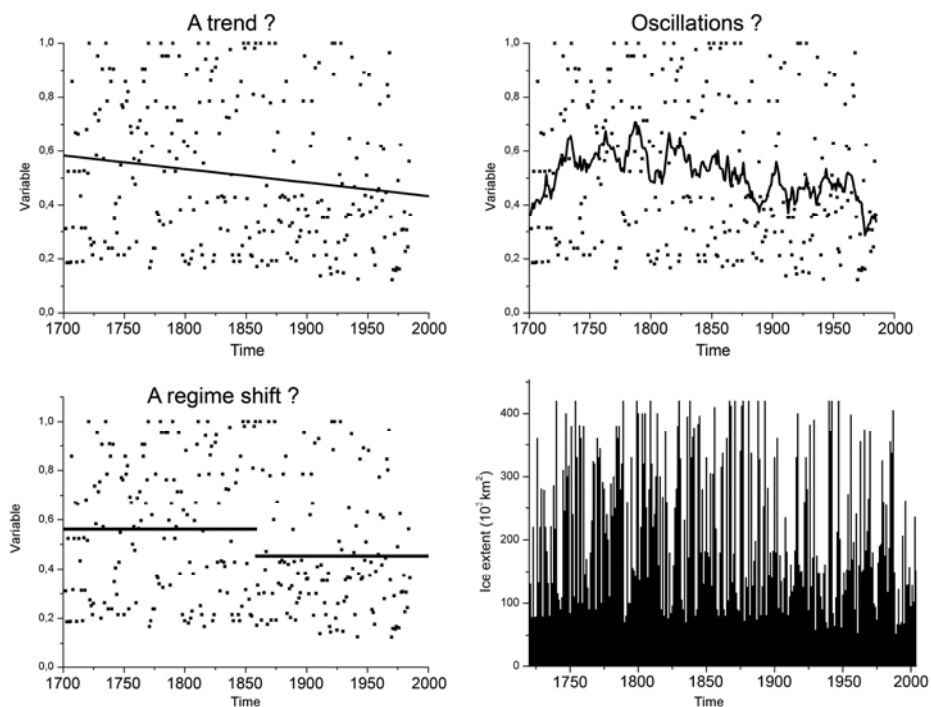 A trend ?
1,0
0,8
0,6
0,4
0,2
0,0
Variable
1700 1750 1800 1850 1900 1950 2000
Time
Oscillations ?
1,0
0,8
0,6
0,4
0,2
0,0
Variable
1700 1750 1800 1850 1900 1950 2000
Time
A regime shift ?
1,0
0,8
0,6
0,4
0,2
0,0
Variable
1700 1750 1800 1850 1900 1950 2000
Time
400
300
200
100
0
Ice extent (10³ km²)
1750 1800 1850 1900 1950 2000
Time